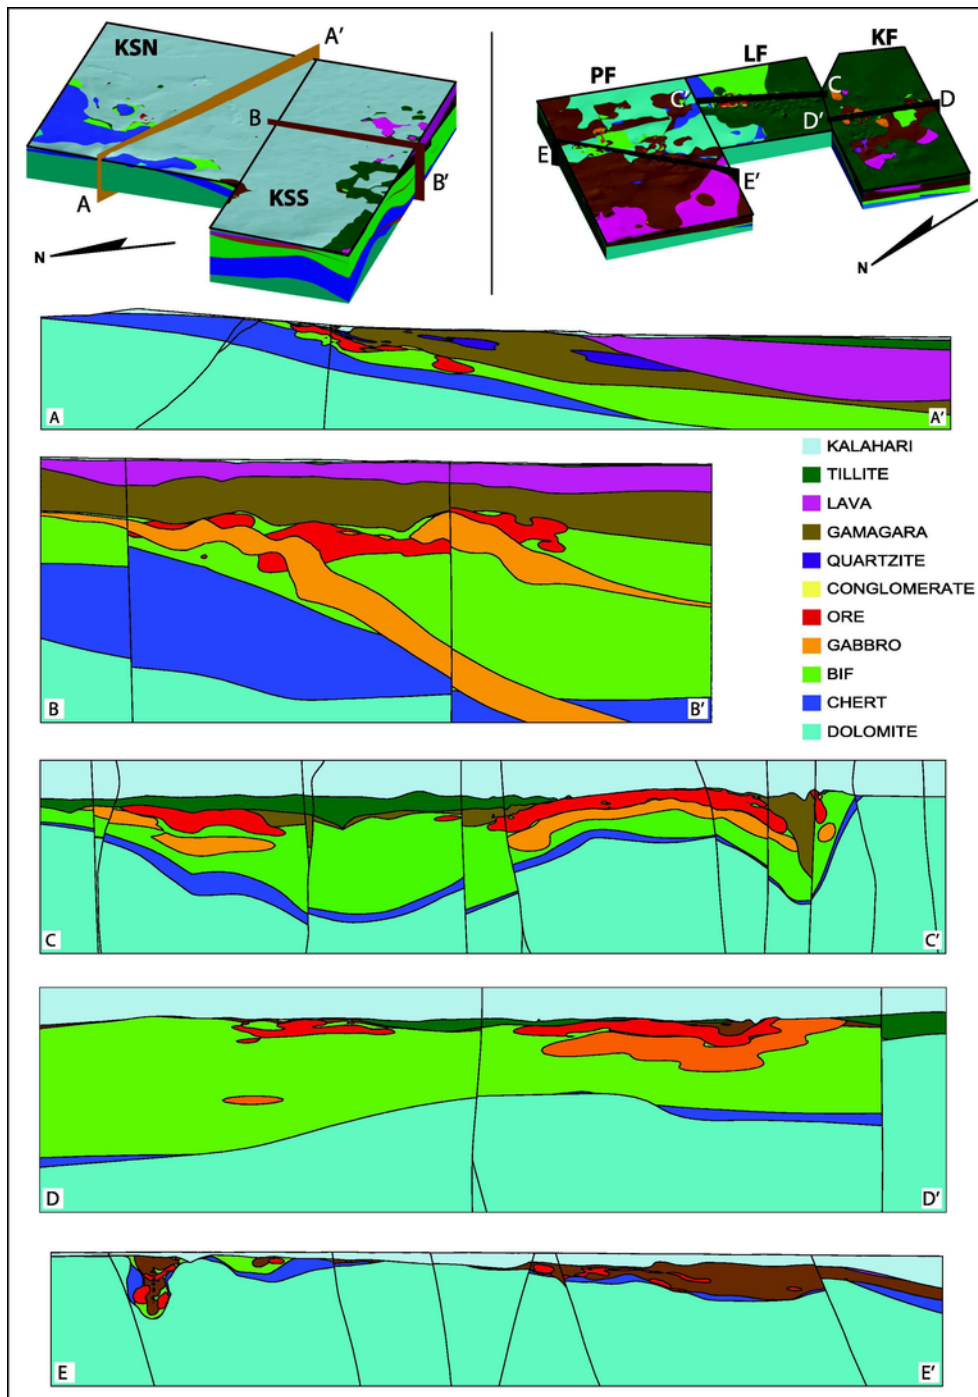 KSN
A'
B
KSS
B'
A
N
PF
LF
KF
C'
C
D
D'
E
E'
N
A
A'
KALAHARI
TILLITE
LAVA
GAMAGARA
QUARTZITE
CONGLOMERATE
ORE
GABBRO
BIF
CHERT
DOLOMITE
B
B'
C
C'
D
D'
E
E'